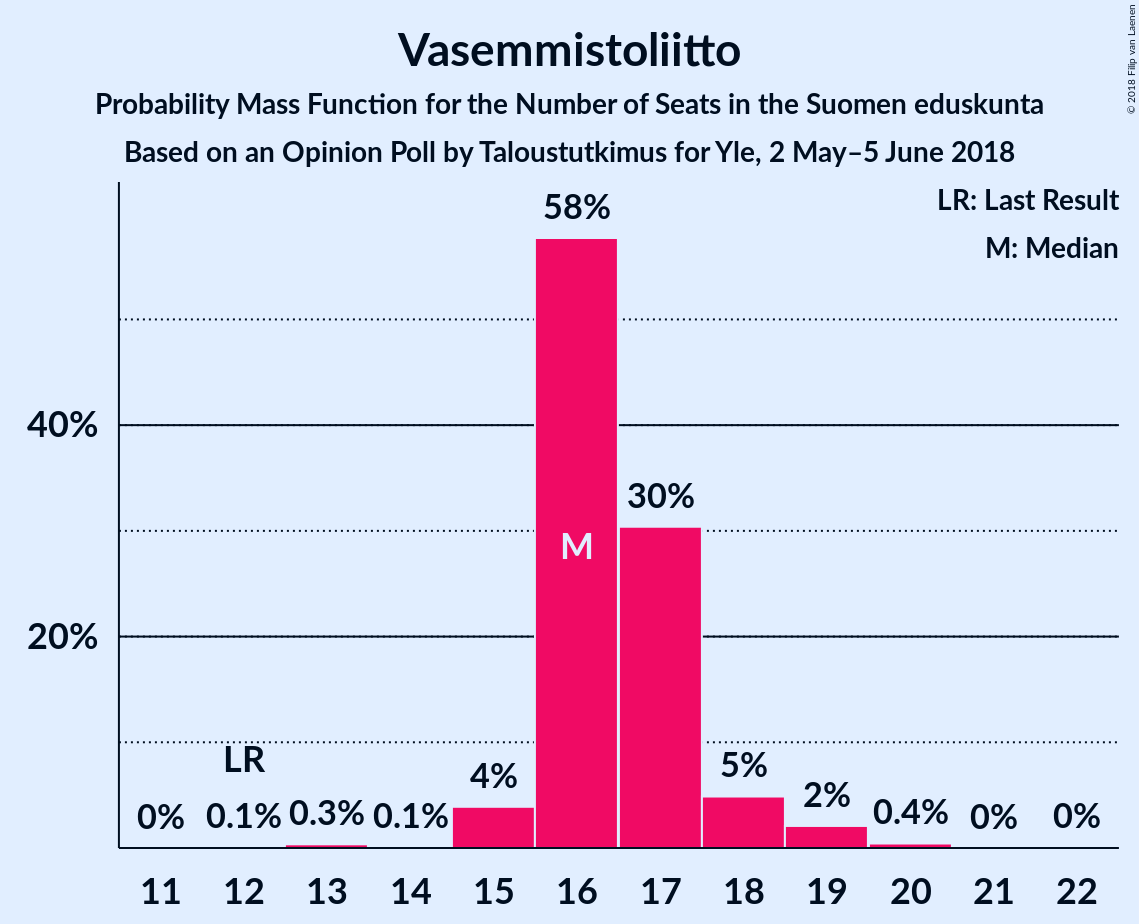 Vasemmistoliitto
Probability Mass Function for the Number of Seats in the Suomen eduskunta
Based on an Opinion Poll by Taloustutkimus for Yle, 2 May–5 June 2018
© 2018 Filip van Laenen
LR: Last Result
M: Median
58%
40%
30%
M
20%
LR
0% 0.1% 0.3% 0.1% 4% 5% 2% 0.4% 0% 0%
11 12 13 14 15 16 17 18 19 20 21 22